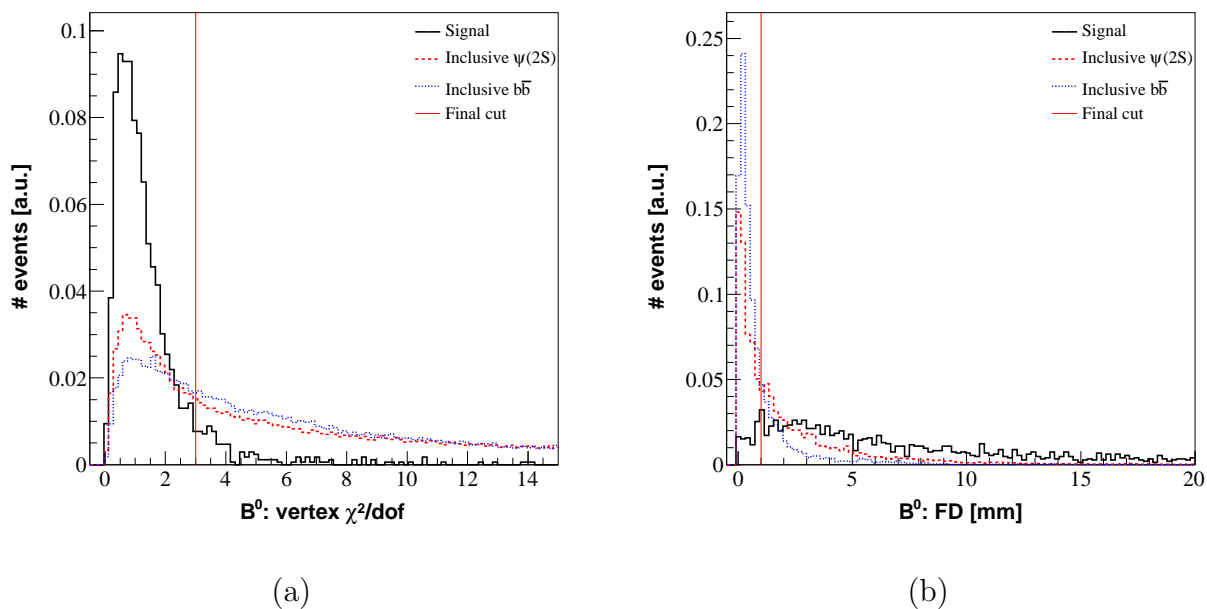 # events [a.u.]
0.1
0.08
0.06
0.04
0.02
0
0 2 4 6 8 10 12 14
B⁰: vertex χ²/dof
Signal
Inclusive ψ(2S)
Inclusive bb̅
Final cut
(a)
# events [a.u.]
0.25
0.2
0.15
0.1
0.05
0
0 5 10 15 20
B⁰: FD [mm]
Signal
Inclusive ψ(2S)
Inclusive bb̅
Final cut
(b)